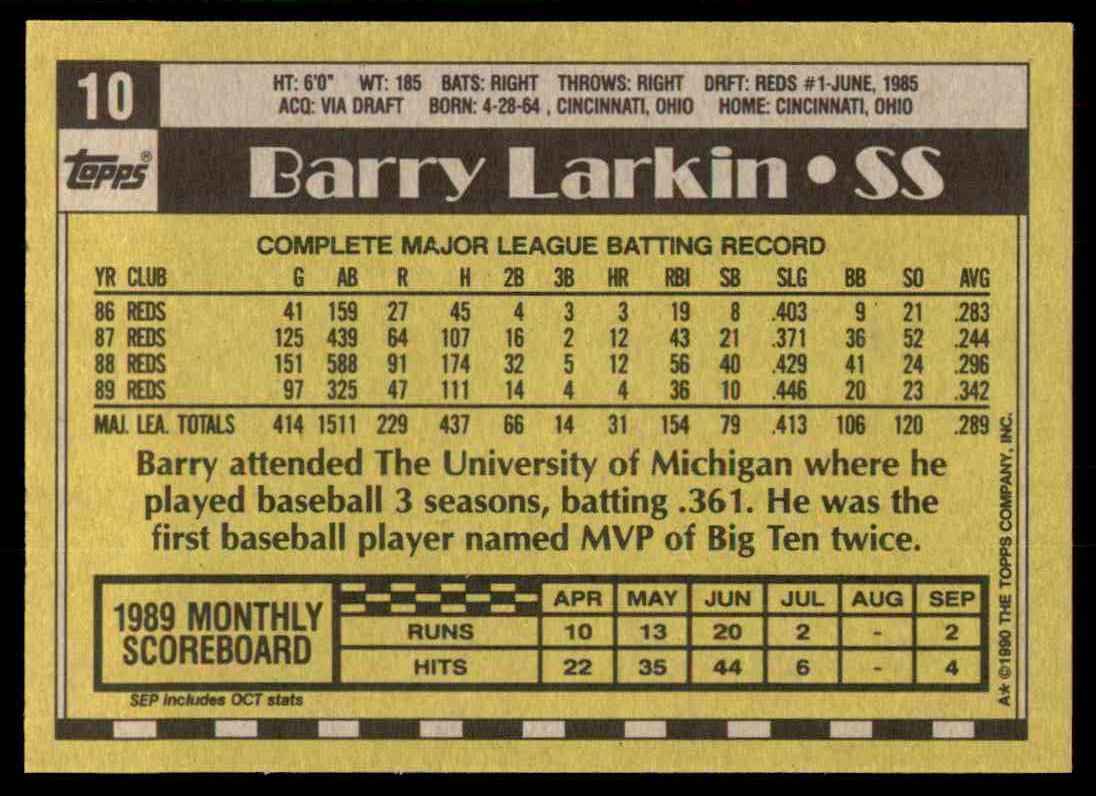 10
HT: 6'0" WT: 185 BATS: RIGHT THROWS: RIGHT DRFT: REDS #1-JUNE, 1985
ACQ: VIA DRAFT BORN: 4-28-64 , CINCINNATI, OHIO HOME: CINCINNATI, OHIO
topps®
Barry Larkin • SS
COMPLETE MAJOR LEAGUE BATTING RECORD
YR CLUB G AB R H 2B 3B HR RBI SB SLG BB SO AVG
86 REDS 41 159 27 45 4 3 3 19 8 .403 9 21 .283
87 REDS 125 439 64 107 16 2 12 43 21 .371 36 52 .244
88 REDS 151 588 91 174 32 5 12 56 40 .429 41 24 .296
89 REDS 97 325 47 111 14 4 4 36 10 .446 20 23 .342
MAJ. LEA. TOTALS 414 1511 229 437 66 14 31 154 79 .413 106 120 .289
Barry attended The University of Michigan where he
played baseball 3 seasons, batting .361. He was the
first baseball player named MVP of Big Ten twice.
1989 MONTHLY
SCOREBOARD
APR MAY JUN JUL AUG SEP
RUNS 10 13 20 2 - 2
HITS 22 35 44 6 - 4
SEP includes OCT stats
A* ©1990 THE TOPPS COMPANY, INC.